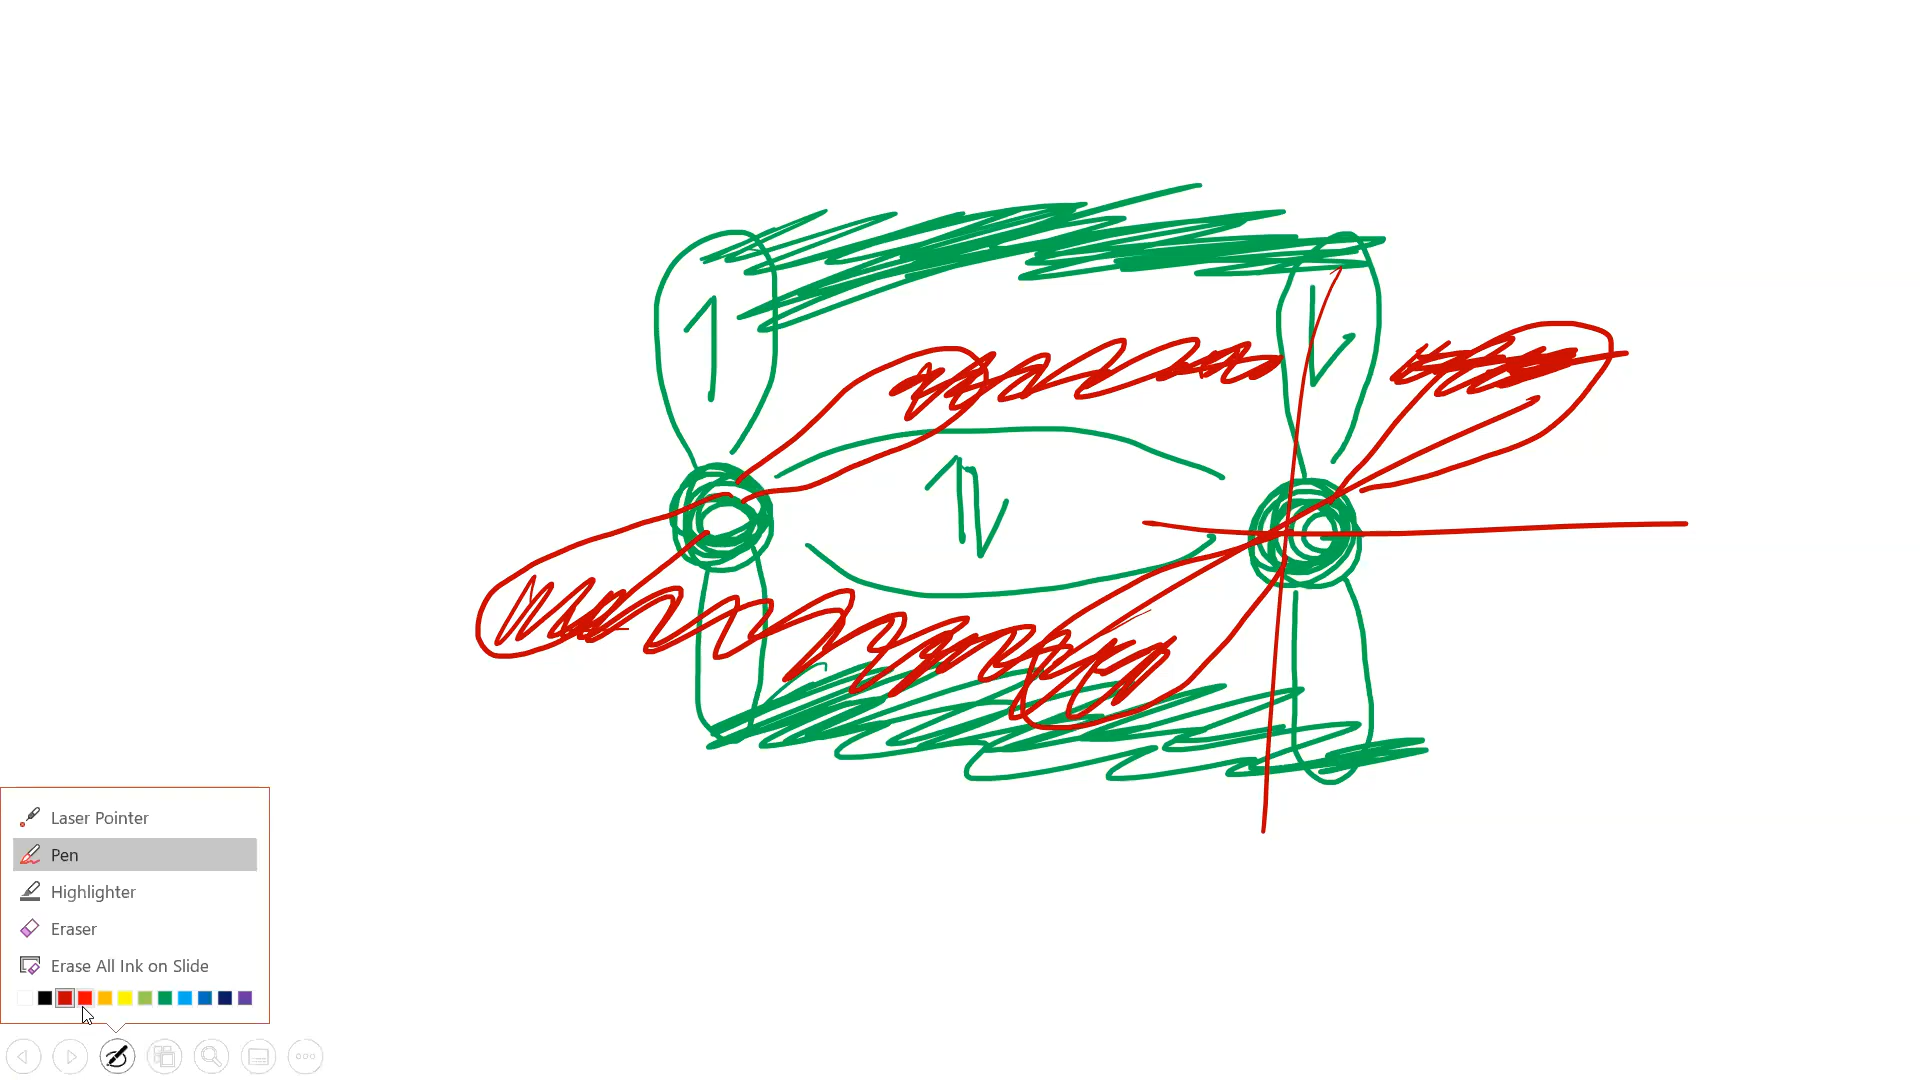 Laser Pointer
Pen
Highlighter
Eraser
Erase All Ink on Slide